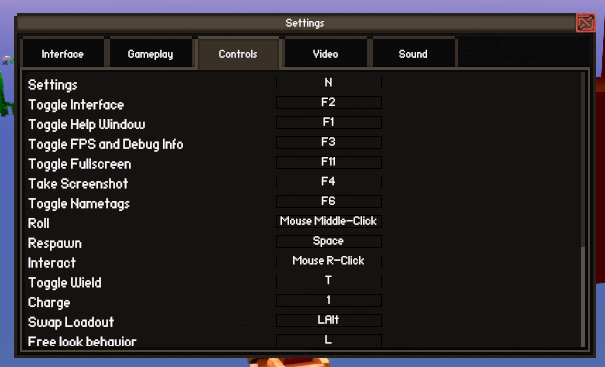 Settings
Interface Gameplay Controls Video Sound
Settings N
Toggle Interface F2
Toggle Help Window F1
Toggle FPS and Debug Info F3
Toggle Fullscreen F11
Take Screenshot F4
Toggle Nametags F6
Roll Mouse Middle-Click
Respawn Space
Interact Mouse R-Click
Toggle Wield T
Charge 1
Swap Loadout LAlt
Free look behavior L